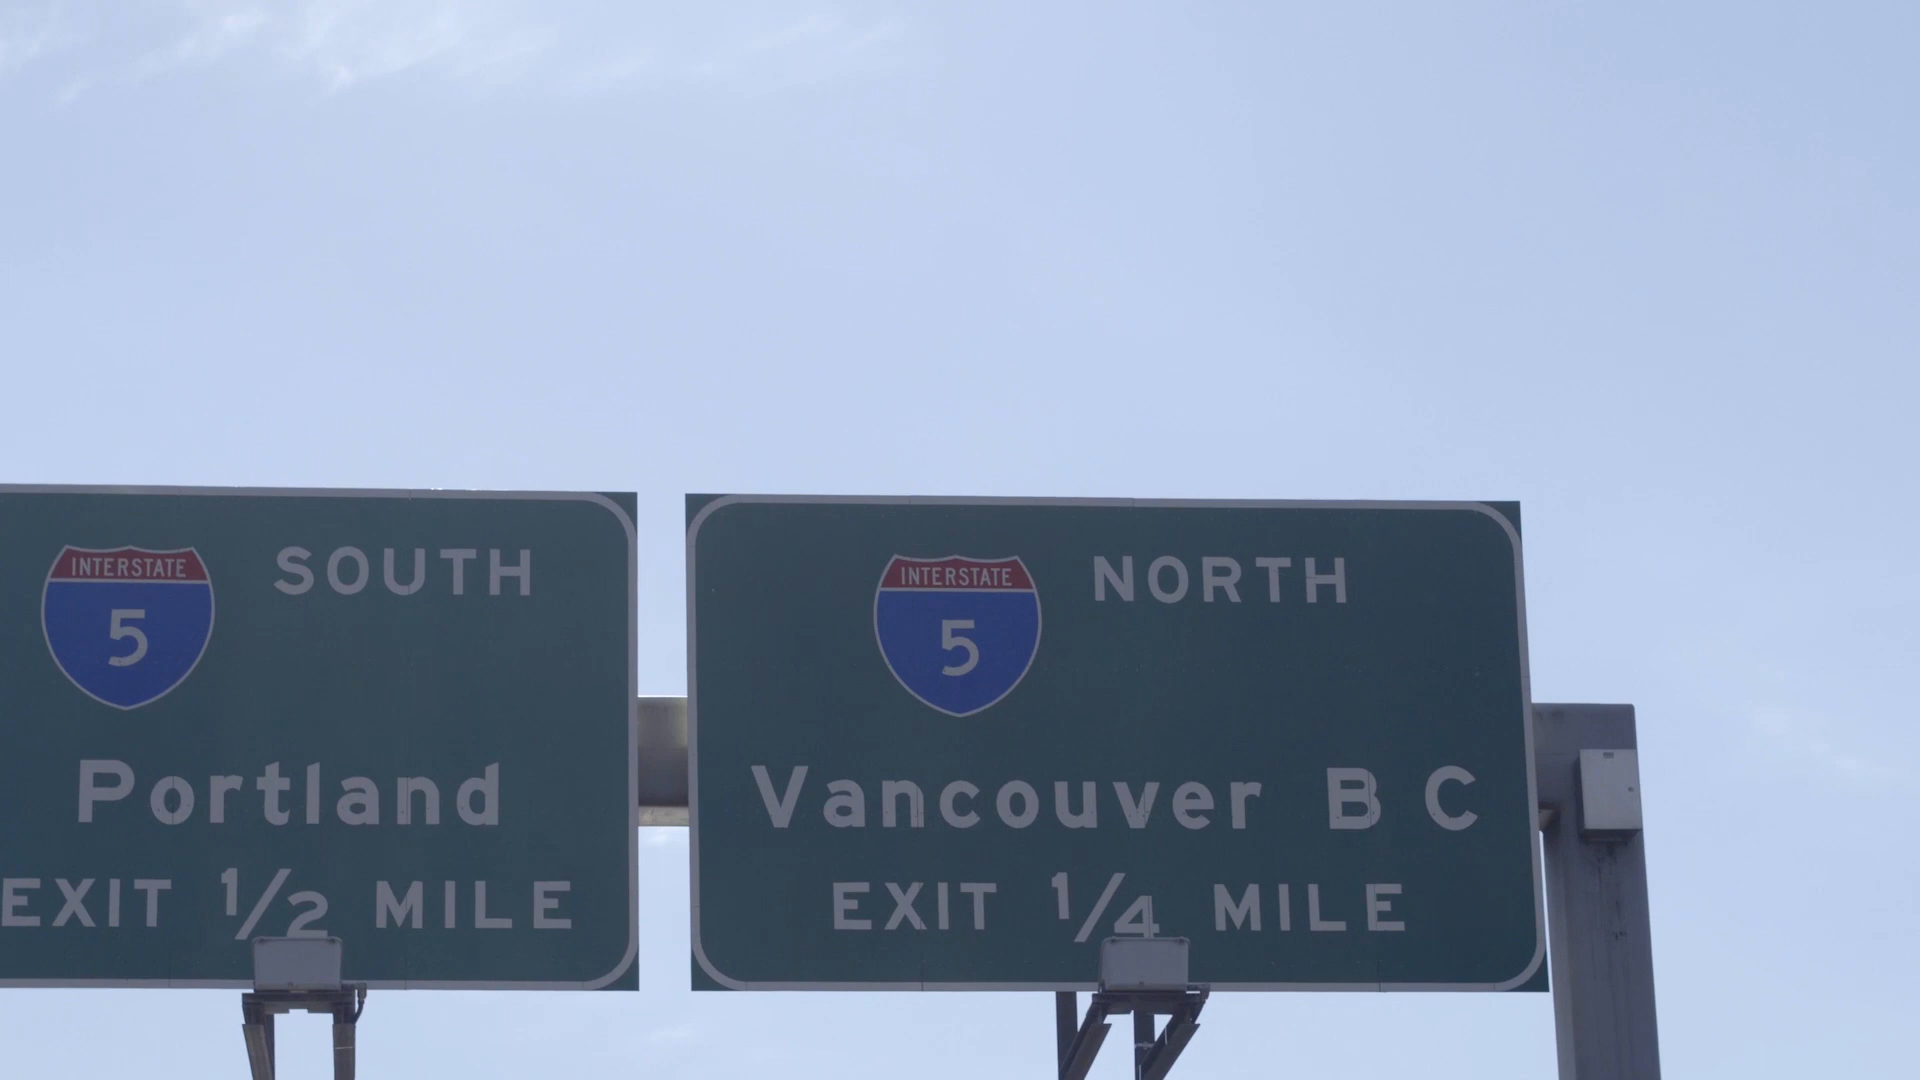 INTERSTATE
5
SOUTH
Portland
EXIT 1/2 MILE
INTERSTATE
5
NORTH
Vancouver B C
EXIT 1/4 MILE